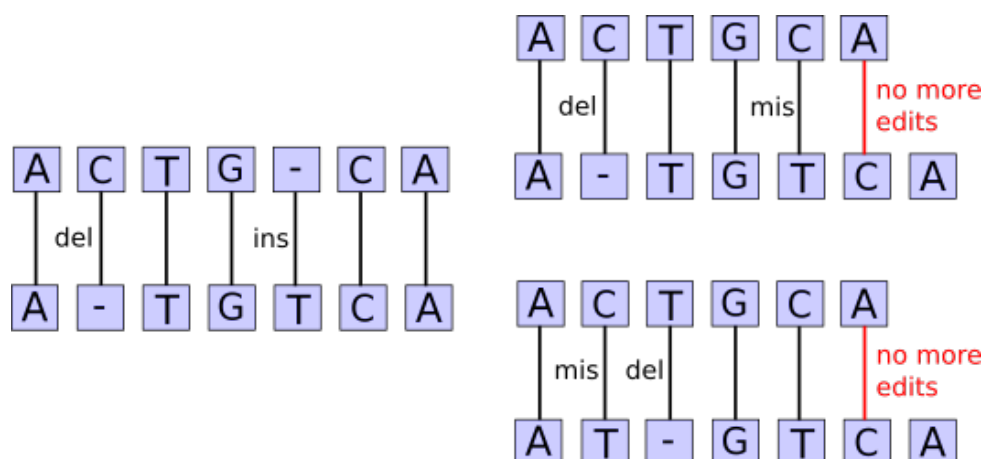 A C T G - C A
del ins
A - T G T C A
A C T G C A
del mis no more
edits
A - T G T C A
A C T G C A
mis del no more
edits
A T - G T C A